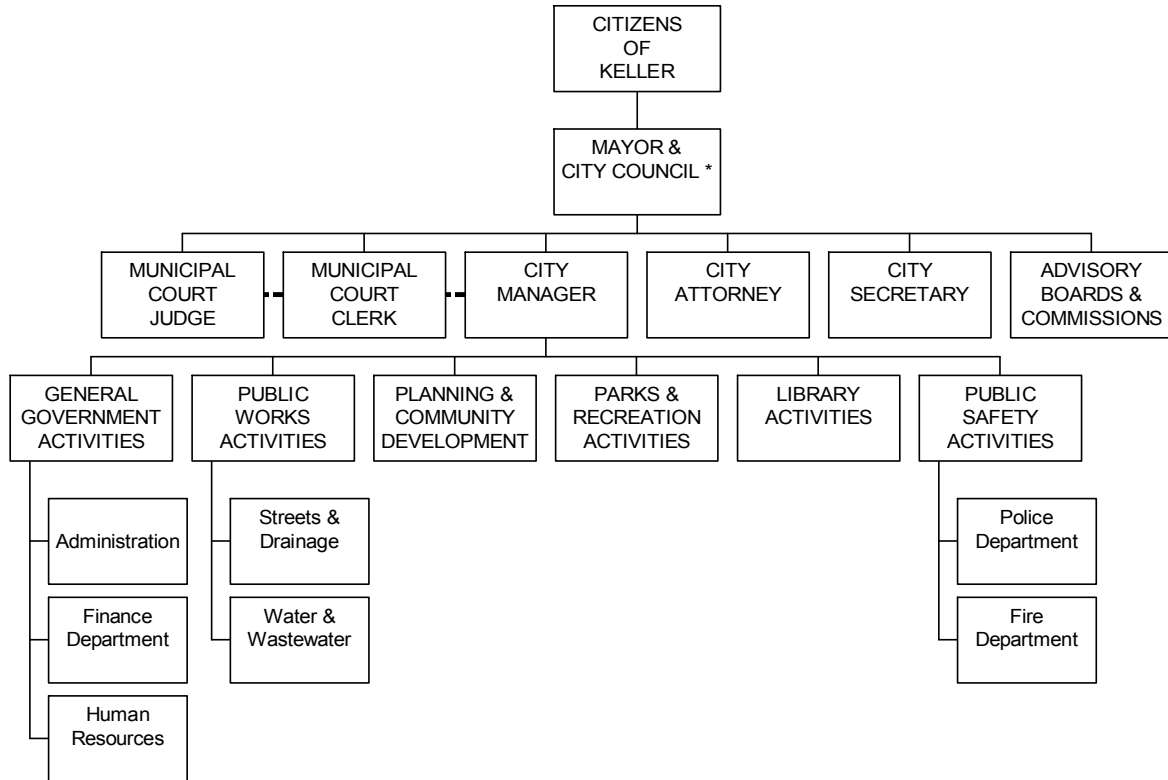 CITIZENS
OF
KELLER
MAYOR &
CITY COUNCIL *
MUNICIPAL
COURT
JUDGE
MUNICIPAL
COURT
CLERK
CITY
MANAGER
CITY
ATTORNEY
CITY
SECRETARY
ADVISORY
BOARDS &
COMMISSIONS
GENERAL
GOVERNMENT
ACTIVITIES
PUBLIC
WORKS
ACTIVITIES
PLANNING &
COMMUNITY
DEVELOPMENT
PARKS &
RECREATION
ACTIVITIES
LIBRARY
ACTIVITIES
PUBLIC
SAFETY
ACTIVITIES
Administration
Finance
Department
Human
Resources
Streets &
Drainage
Water &
Wastewater
Police
Department
Fire
Department